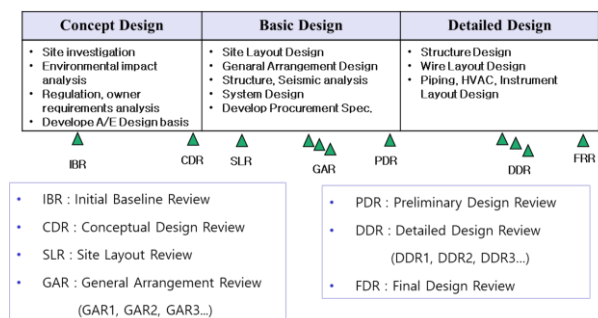 Concept Design
Basic Design
Detailed Design
• Site investigation
• Environmental impact
analysis
• Regulation, owner
requirements analysis
• Develope A/E Design basis
• Site Layout Design
• Genaral Arrangement Design
• Structure, Seismic analysis
• System Design
• Develop Procurement Spec,
• Structure Design
• Wire Layout Design
• Piping, HVAC, Instrument
Layout Design
IBR
CDR
SLR
GAR
PDR
DDR
FRR
• IBR : Initial Baseline Review
• CDR : Conceptual Design Review
• SLR : Site Layout Review
• GAR : General Arrangement Review
(GAR1, GAR2, GAR3...)
• PDR : Preliminary Design Review
• DDR : Detailed Design Review
(DDR1, DDR2, DDR3...)
• FDR : Final Design Review